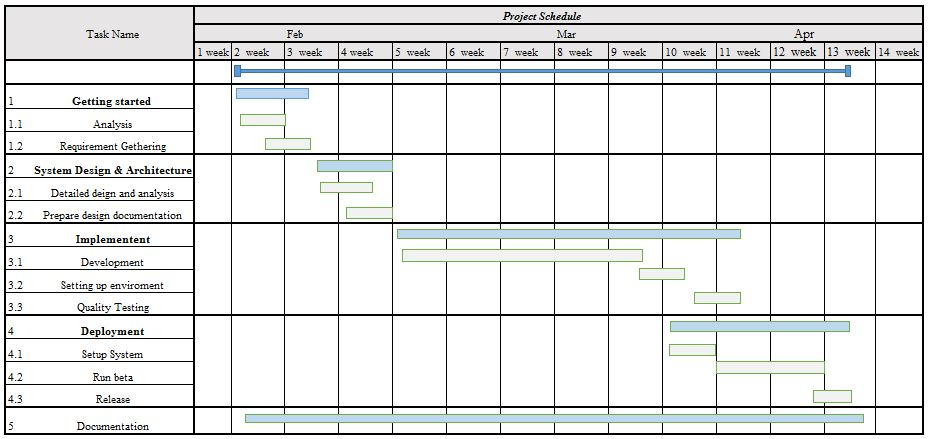 Project Schedule
Task Name
Feb Mar Apr
1 week 2 week 3 week 4 week 5 week 6 week 7 week 8 week 9 week 10 week 11 week 12 week 13 week 14 week
1 Getting started
1.1 Analysis
1.2 Requirement Gethering
2 System Design & Architecture
2.1 Detailed deign and analysis
2.2 Prepare design documentation
3 Implementent
3.1 Development
3.2 Setting up enviroment
3.3 Quality Testing
4 Deployment
4.1 Setup System
4.2 Run beta
4.3 Release
5 Documentation